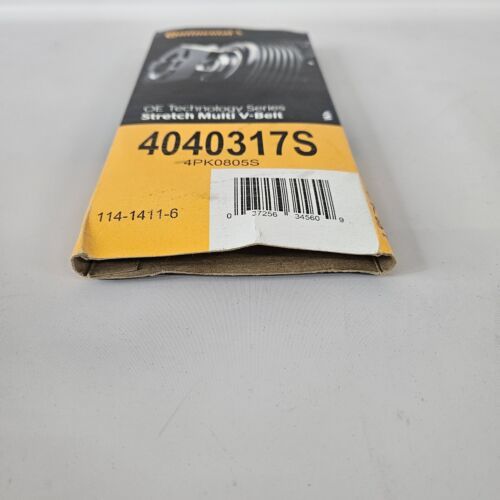 OE Technology Series
Stretch Multi V-Belt
4040317S
4PK0805S
114-1411-6
0 37256 34560 9